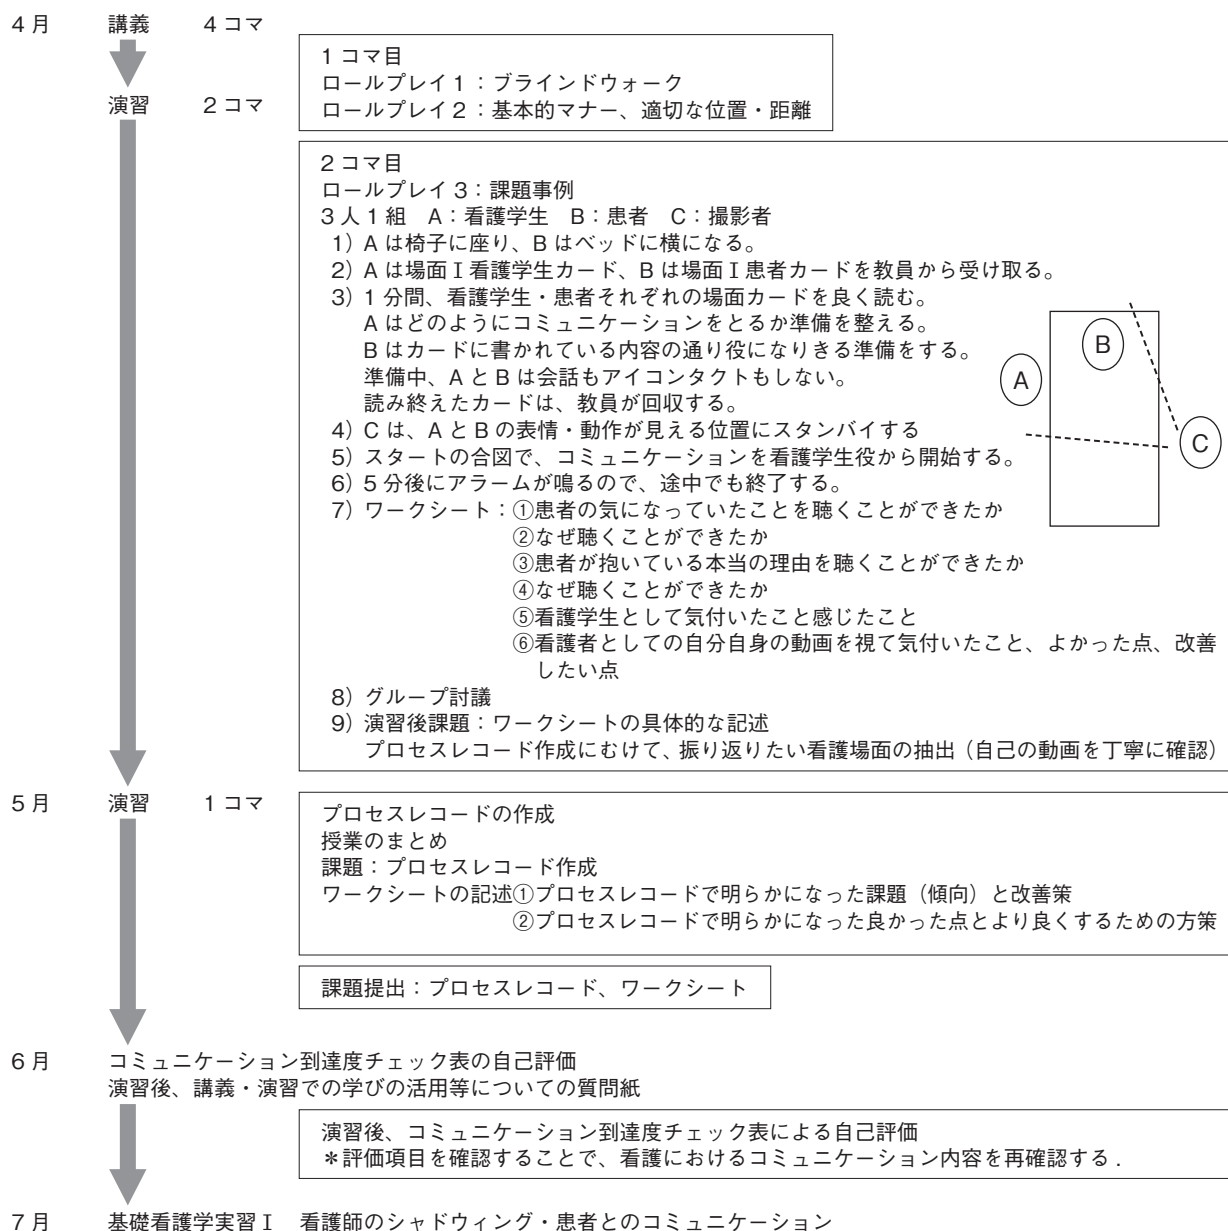 4月 講義 4コマ
1コマ目
ロールプレイ1：ブラインドウォーク
演習 2コマ
ロールプレイ2：基本的マナー、適切な位置・距離
2コマ目
ロールプレイ3：課題事例
3人1組 A：看護学生 B：患者 C：撮影者
1）Aは椅子に座り、Bはベッドに横になる。
2）Aは場面Ⅰ看護学生カード、Bは場面Ⅰ患者カードを教員から受け取る。
3）1分間、看護学生・患者それぞれの場面カードを良く読む。
Aはどのようにコミュニケーションをとるか準備を整える。
Bはカードに書かれている内容の通り役になりきる準備をする。
準備中、AとBは会話もアイコンタクトもしない。
読み終えたカードは、教員が回収する。
4）Cは、AとBの表情・動作が見える位置にスタンバイする
5）スタートの合図で、コミュニケーションを看護学生役から開始する。
6）5分後にアラームが鳴るので、途中でも終了する。
7）ワークシート：①患者の気になっていたことを聴くことができたか
②なぜ聴くことができたか
③患者が抱いている本当の理由を聴くことができたか
④なぜ聴くことができたか
⑤看護学生として気付いたこと感じたこと
⑥看護者としての自分自身の動画を視て気付いたこと、よかった点、改善
したい点
8）グループ討議
9）演習後課題：ワークシートの具体的な記述
プロセスレコード作成にむけて、振り返りたい看護場面の抽出（自己の動画を丁寧に確認）
B
A
C
5月 演習 1コマ
プロセスレコードの作成
授業のまとめ
課題：プロセスレコード作成
ワークシートの記述①プロセスレコードで明らかになった課題（傾向）と改善策
②プロセスレコードで明らかになった良かった点とより良くするための方策
課題提出：プロセスレコード、ワークシート
6月 コミュニケーション到達度チェック表の自己評価
演習後、講義・演習での学びの活用等についての質問紙
演習後、コミュニケーション到達度チェック表による自己評価
＊評価項目を確認することで、看護におけるコミュニケーション内容を再確認する．
7月 基礎看護学実習Ⅰ 看護師のシャドウィング・患者とのコミュニケーション